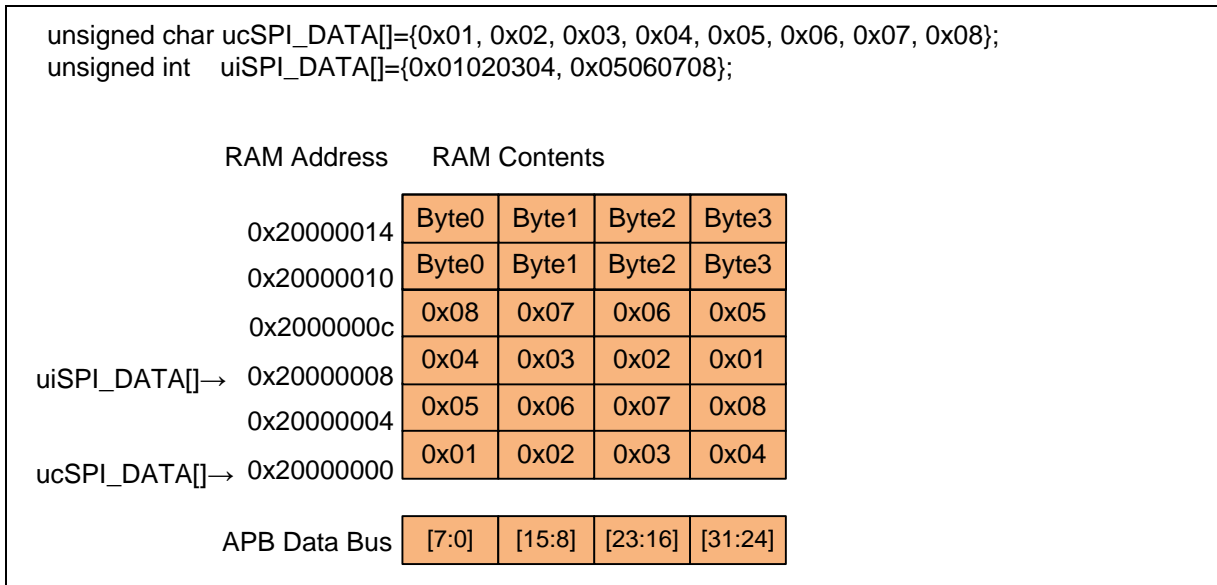 unsigned char ucSPI_DATA[]={0x01, 0x02, 0x03, 0x04, 0x05, 0x06, 0x07, 0x08};
unsigned int uiSPI_DATA[]={0x01020304, 0x05060708};
RAM Address RAM Contents
0x20000014 Byte0 Byte1 Byte2 Byte3
0x20000010 Byte0 Byte1 Byte2 Byte3
0x2000000c 0x08 0x07 0x06 0x05
uiSPI_DATA[]→ 0x20000008 0x04 0x03 0x02 0x01
0x20000004 0x05 0x06 0x07 0x08
ucSPI_DATA[]→ 0x20000000 0x01 0x02 0x03 0x04
APB Data Bus [7:0] [15:8] [23:16] [31:24]